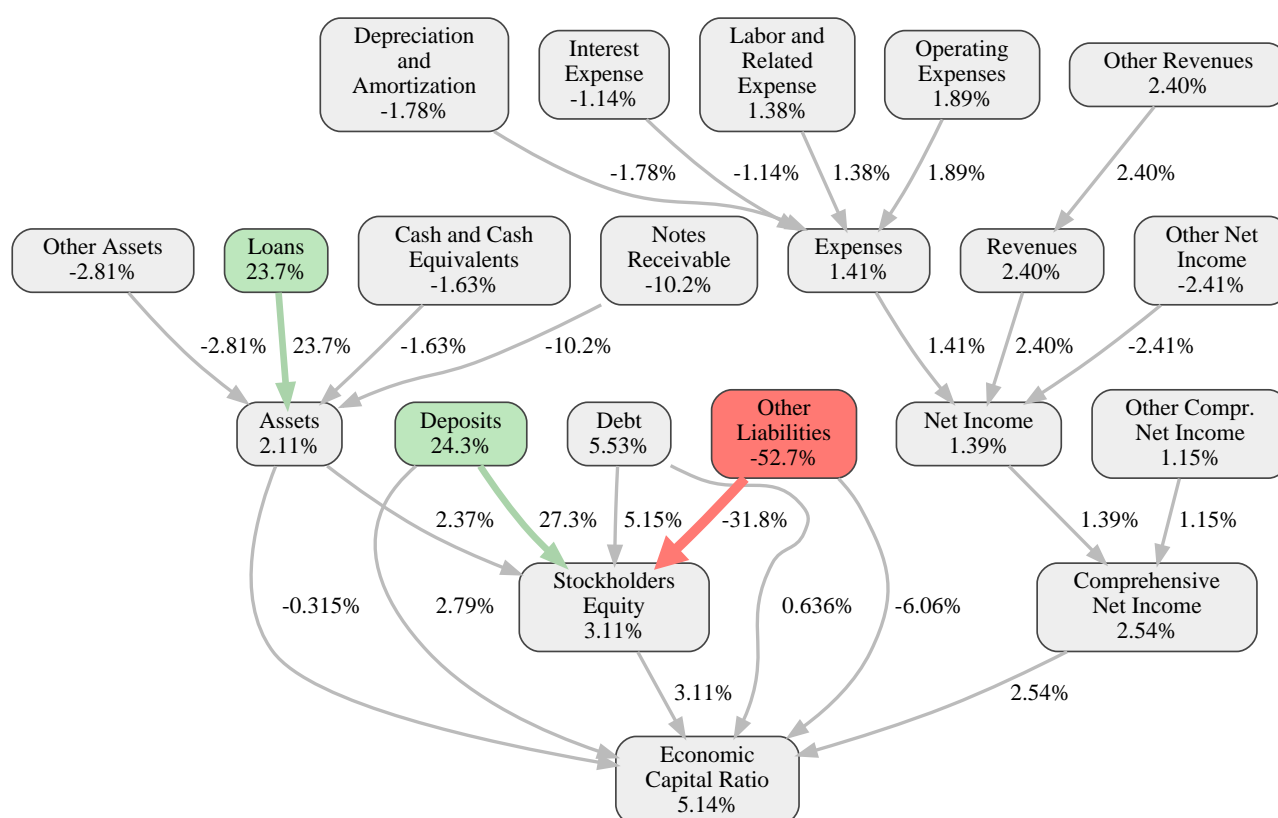 Depreciation
and
Amortization
-1.78%
Interest
Expense
-1.14%
Labor and
Related
Expense
1.38%
Operating
Expenses
1.89%
Other Revenues
2.40%
-1.78%
-1.14%
1.38%
1.89%
2.40%
Other Assets
-2.81%
Loans
23.7%
Cash and Cash
Equivalents
-1.63%
Notes
Receivable
-10.2%
Expenses
1.41%
Revenues
2.40%
Other Net
Income
-2.41%
-2.81%
23.7%
-1.63%
-10.2%
1.41%
2.40%
-2.41%
Assets
2.11%
Deposits
24.3%
Debt
5.53%
Other
Liabilities
-52.7%
Net Income
1.39%
Other Compr.
Net Income
1.15%
2.37%
27.3%
5.15%
-31.8%
1.39%
1.15%
-0.315%
2.79%
Stockholders
Equity
3.11%
0.636%
-6.06%
Comprehensive
Net Income
2.54%
3.11%
2.54%
Economic
Capital Ratio
5.14%